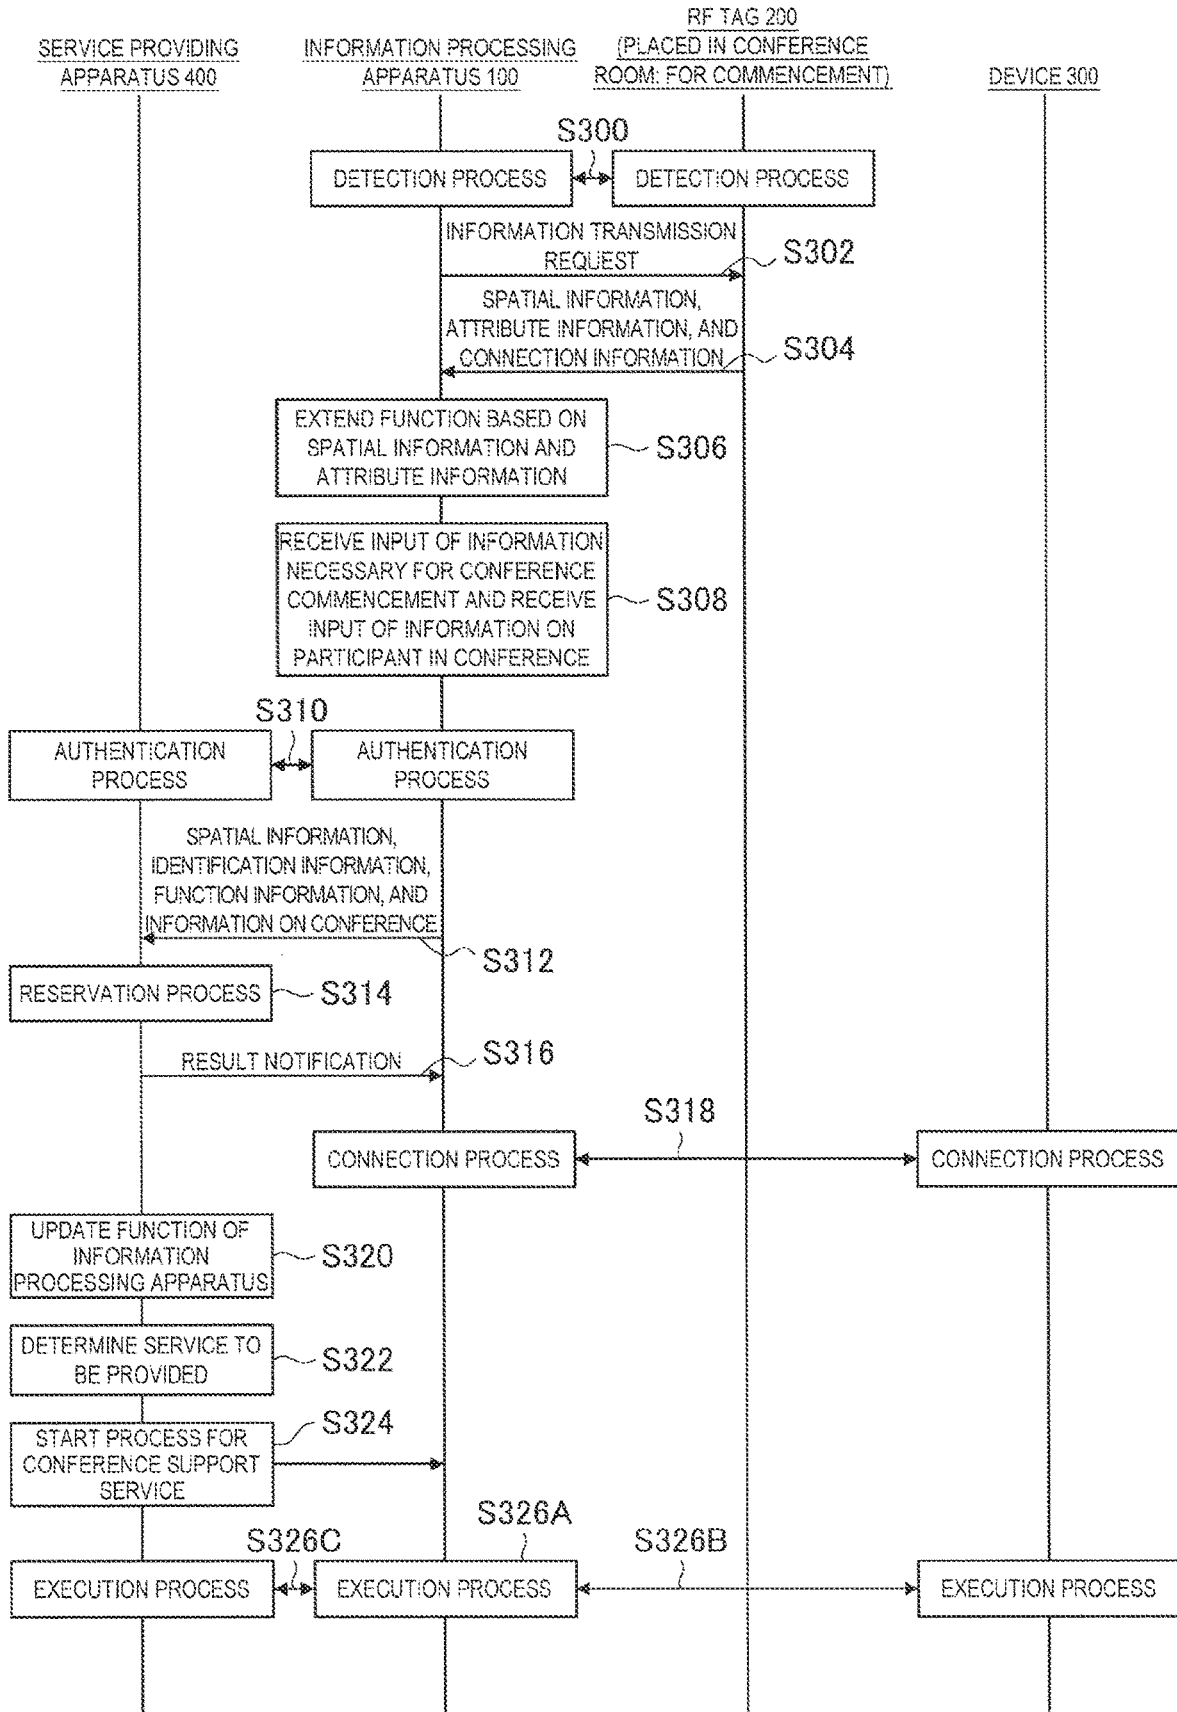 SERVICE PROVIDING
APPARATUS 400
INFORMATION PROCESSING
APPARATUS 100
RF TAG 200
(PLACED IN CONFERENCE
ROOM: FOR COMMENCEMENT)
DEVICE 300
S300
DETECTION PROCESS
DETECTION PROCESS
INFORMATION TRANSMISSION
REQUEST
S302
SPATIAL INFORMATION,
ATTRIBUTE INFORMATION, AND
CONNECTION INFORMATION
S304
EXTEND FUNCTION BASED ON
SPATIAL INFORMATION AND
ATTRIBUTE INFORMATION
S306
RECEIVE INPUT OF INFORMATION
NECESSARY FOR CONFERENCE
COMMENCEMENT AND RECEIVE
INPUT OF INFORMATION ON
PARTICIPANT IN CONFERENCE
S308
S310
AUTHENTICATION
PROCESS
AUTHENTICATION
PROCESS
SPATIAL INFORMATION,
IDENTIFICATION INFORMATION,
FUNCTION INFORMATION, AND
INFORMATION ON CONFERENCE
S312
RESERVATION PROCESS
S314
RESULT NOTIFICATION
S316
S318
CONNECTION PROCESS
CONNECTION PROCESS
UPDATE FUNCTION OF
INFORMATION
PROCESSING APPARATUS
S320
DETERMINE SERVICE TO
BE PROVIDED
S322
START PROCESS FOR
CONFERENCE SUPPORT
SERVICE
S324
S326C
S326A
S326B
EXECUTION PROCESS
EXECUTION PROCESS
EXECUTION PROCESS